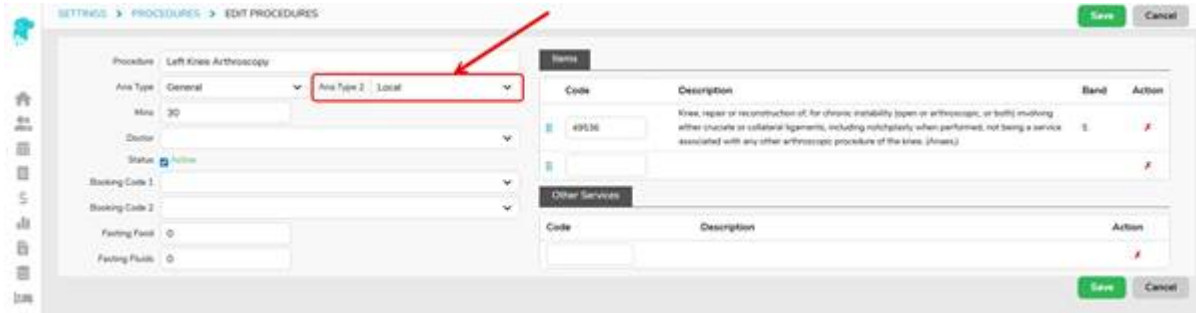 SETTINGS > PROCEDURES > EDIT PROCEDURES
Save Cancel
Procedure Left Knee Arthroscopy
Ana Type General Ana Type 2 Local
Mins 30
Doctor
Status Active
Booking Code 1
Booking Code 2
Fasting Food 0
Fasting Fluids 0
Items
Code Description Band Action
49536 Knee, repair or reconstruction of, for chronic instability (open or arthroscopic, or both) involving
either cruciate or collateral ligaments, including notchplasty when performed, not being a service
associated with any other arthroscopic procedure of the knee. (Anaes.)
5 ✗
✗
Other Services
Code Description Action
✗
Save Cancel